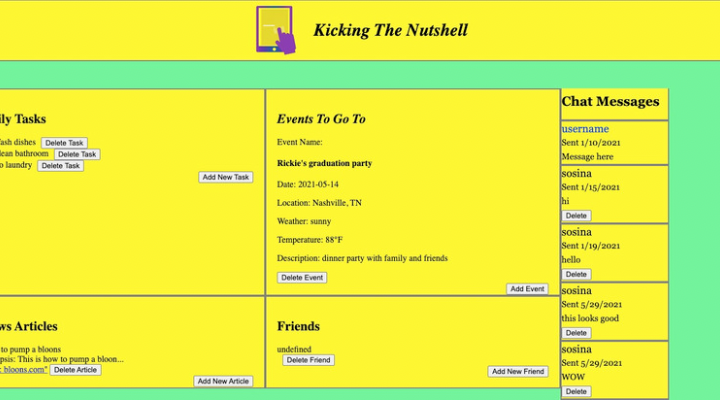 Kicking The Nutshell
ly Tasks
ash dishes Delete Task
lean bathroom Delete Task
o laundry Delete Task
Add New Task
Events To Go To
Event Name:
Rickie's graduation party
Date: 2021-05-14
Location: Nashville, TN
Weather: sunny
Temperature: 88°F
Description: dinner party with family and friends
Delete Event
Add Event
ws Articles
to pump a bloons
psis: This is how to pump a bloon...
: bloons.com" Delete Article
Add New Article
Friends
undefined
Delete Friend
Add New Friend
Chat Messages
username
Sent 1/10/2021
Message here
sosina
Sent 1/15/2021
hi
Delete
sosina
Sent 1/19/2021
hello
Delete
sosina
Sent 5/29/2021
this looks good
Delete
sosina
Sent 5/29/2021
WOW
Delete